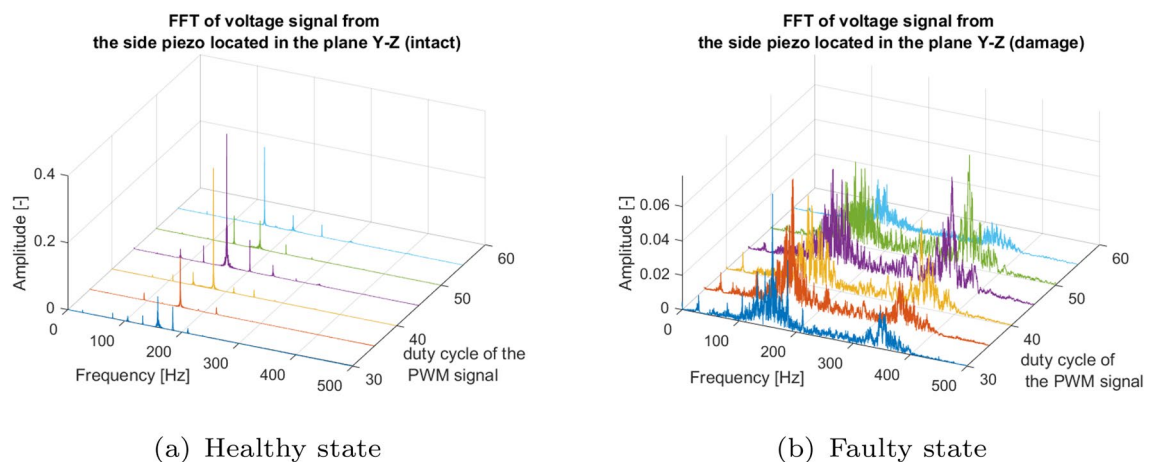 FFT of voltage signal from
the side piezo located in the plane Y-Z (intact)
0.4
0.2
0
Amplitude [-]
0
100
200
300
400
500
Frequency [Hz]
30
40
50
60
duty cycle of the
PWM signal
(a) Healthy state
FFT of voltage signal from
the side piezo located in the plane Y-Z (damage)
0.06
0.04
0.02
0
Amplitude [-]
0
100
200
300
400
500
Frequency [Hz]
30
40
50
60
duty cycle of
the PWM signal
(b) Faulty state